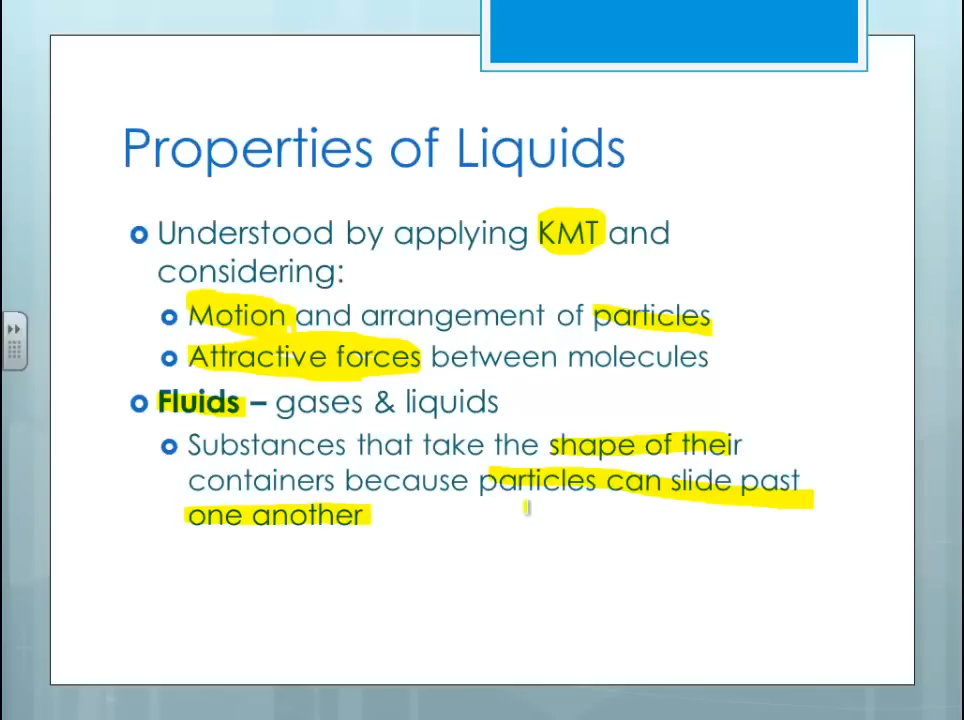 Properties of Liquids
Understood by applying KMT and
considering:
Motion and arrangement of particles
Attractive forces between molecules
Fluids – gases & liquids
Substances that take the shape of their
containers because particles can slide past
one another